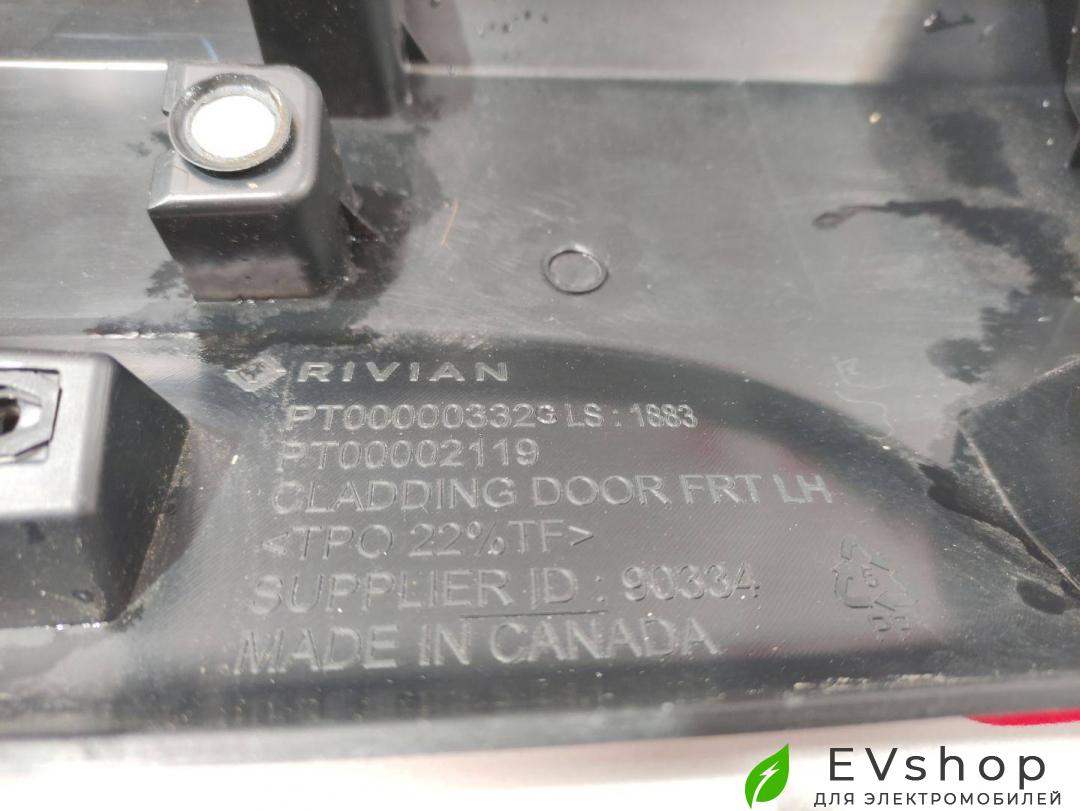 RIVIAN
PT00000332G LS : 1883
PT00002119
CLADDING DOOR FRT LH
<TPO 22%TF>
SUPPLIER ID : 90334
MADE IN CANADA
EVshop
ДЛЯ ЭЛЕКТРОМОБИЛЕЙ